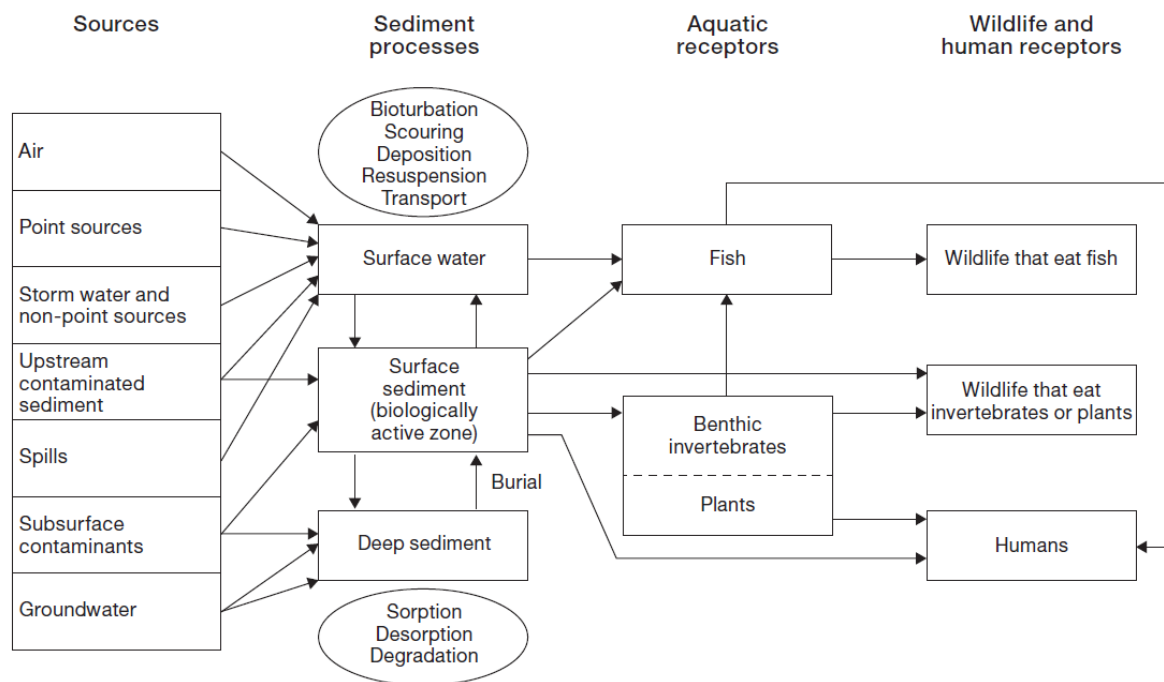 Sources
Sediment
processes
Aquatic
receptors
Wildlife and
human receptors
Bioturbation
Scouring
Deposition
Resuspension
Transport
Air
Point sources
Storm water and
non-point sources
Upstream
contaminated
sediment
Spills
Subsurface
contaminants
Groundwater
Surface water
Surface
sediment
(biologically
active zone)
Burial
Deep sediment
Sorption
Desorption
Degradation
Fish
Benthic
invertebrates
Plants
Wildlife that eat fish
Wildlife that eat
invertebrates or plants
Humans